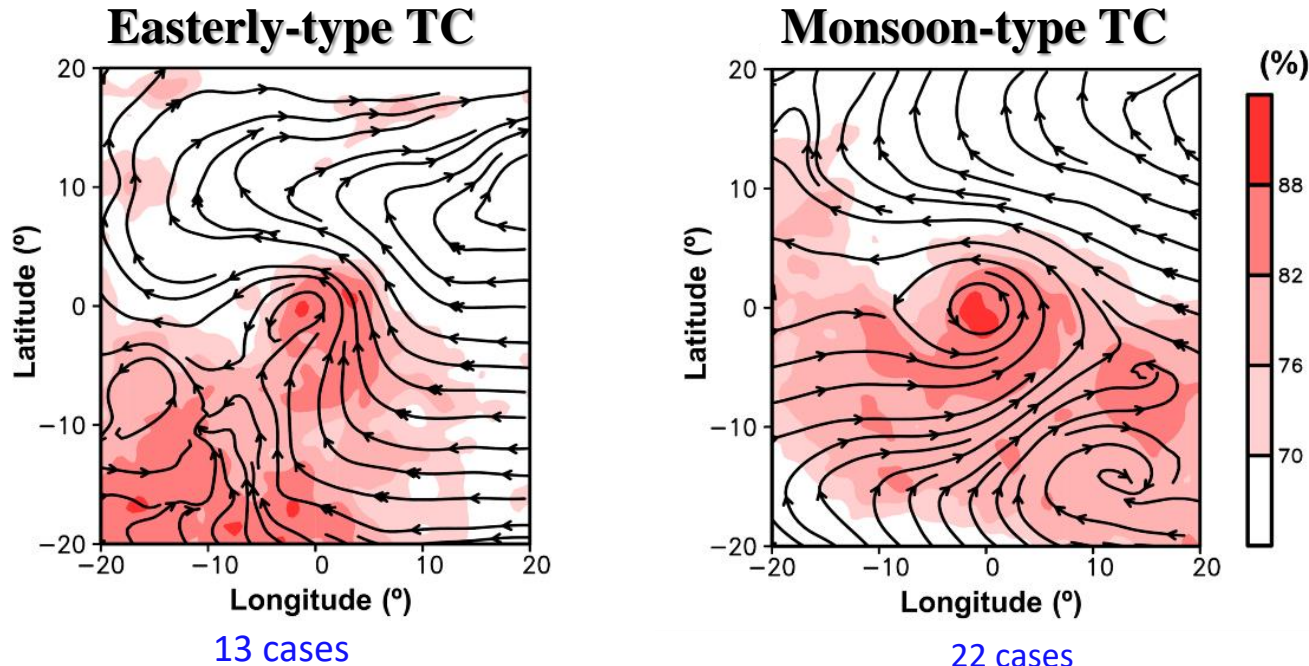 Easterly-type TC
20
10
0
−10
−20
Latitude (º)
−20 −10 0 10 20
Longitude (º)
13 cases
Monsoon-type TC
20
10
0
−10
−20
Latitude (º)
−20 −10 0 10 20
Longitude (º)
22 cases
(%)
88
82
76
70